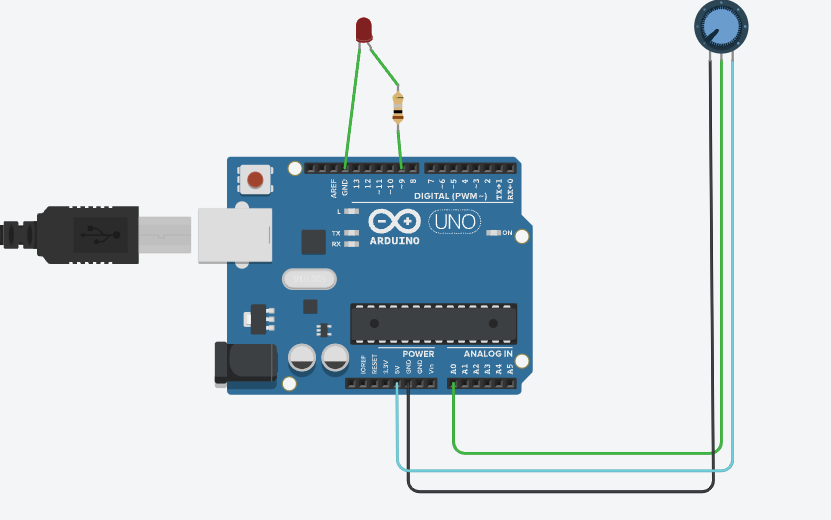 AREF
GND
13
12
~11
~10
~9
8
7
~6
~5
4
~3
2
TX→1
RX←0
DIGITAL (PWM~)
L
TX
RX
ARDUINO
UNO
ON
POWER
ANALOG IN
IOREF
RESET
3.3V
5V
GND
GND
Vin
A0
A1
A2
A3
A4
A5